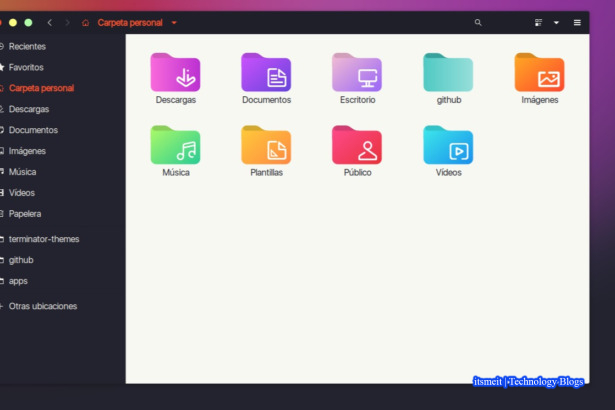 Carpeta personal
Recientes
Favoritos
Carpeta personal
Descargas
Documentos
Imágenes
Música
Vídeos
Papelera
terminator-themes
github
apps
Otras ubicaciones
Descargas
Documentos
Escritorio
github
Imágenes
Música
Plantillas
Público
Vídeos
itsmeit | Technology Blogs